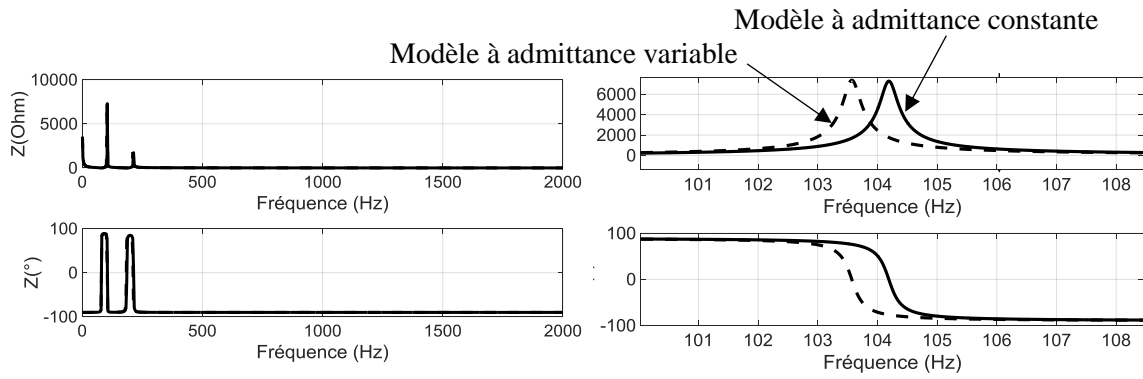 Modèle à admittance constante
Modèle à admittance variable
Z(Ohm)
10000
5000
0
0 500 1000 1500 2000
Fréquence (Hz)
6000
4000
2000
0
101 102 103 104 105 106 107 108
Fréquence (Hz)
Z(°)
100
0
-100
0 500 1000 1500 2000
Fréquence (Hz)
100
0
-100
101 102 103 104 105 106 107 108
Fréquence (Hz)